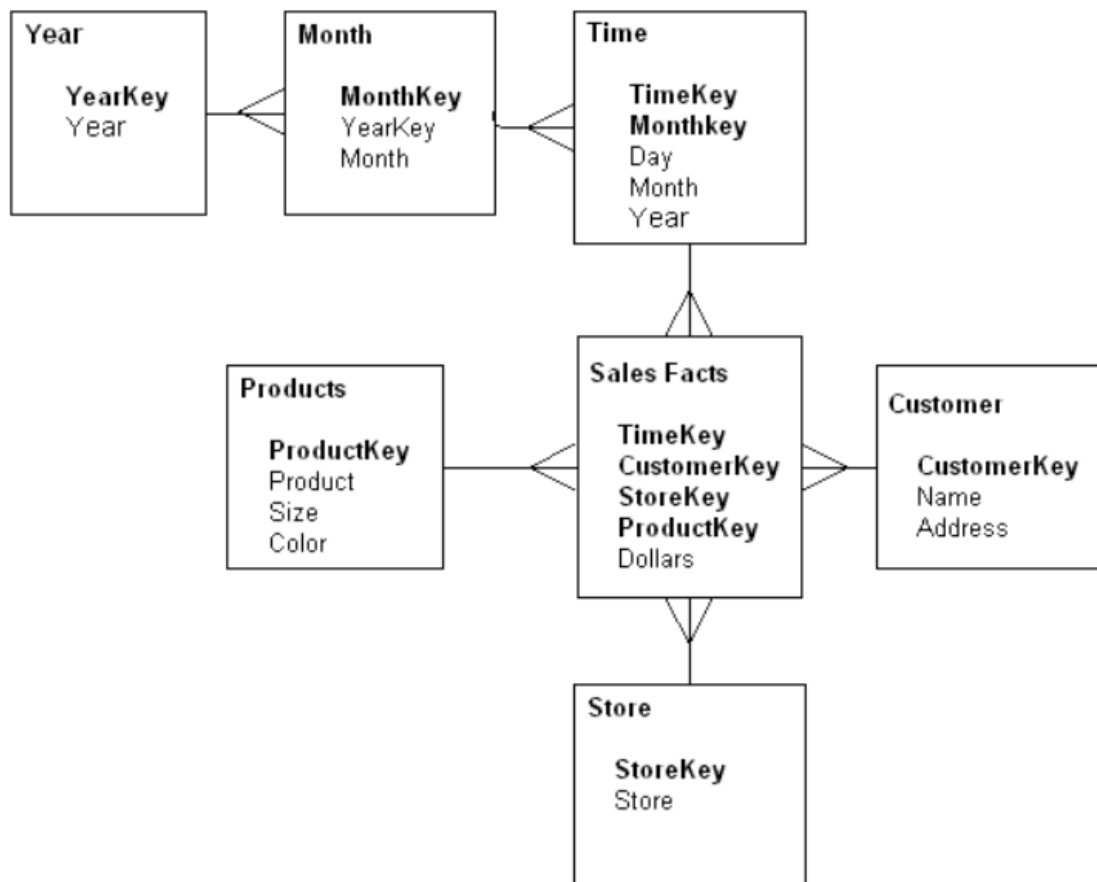 Year
YearKey
Year
Month
MonthKey
YearKey
Month
Time
TimeKey
Monthkey
Day
Month
Year
Products
ProductKey
Product
Size
Color
Sales Facts
TimeKey
CustomerKey
StoreKey
ProductKey
Dollars
Customer
CustomerKey
Name
Address
Store
StoreKey
Store